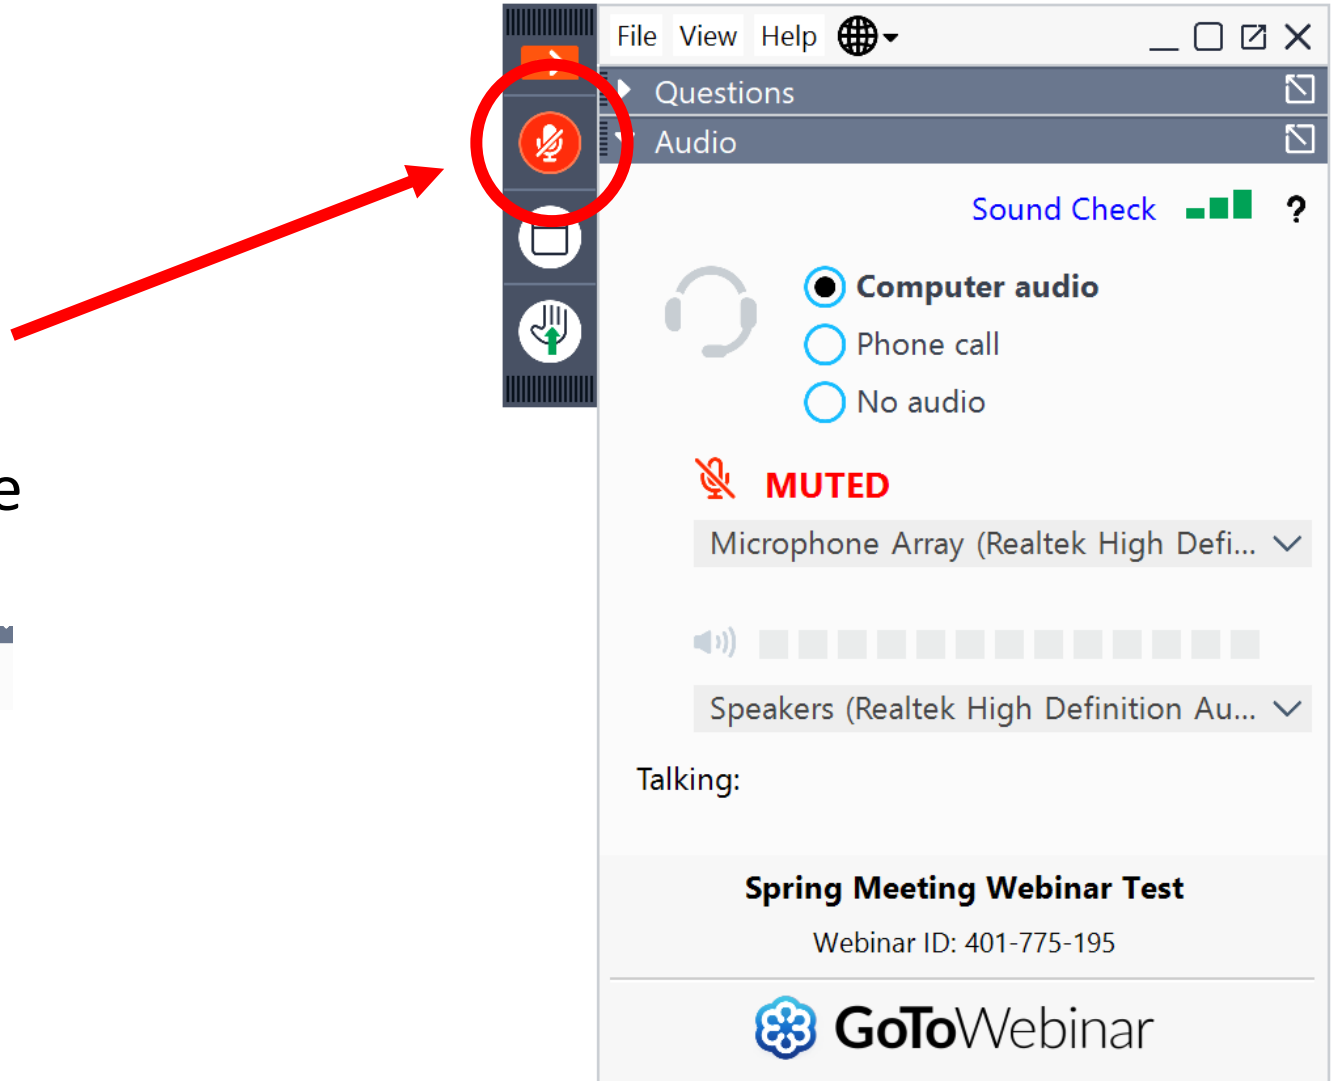 File View Help
Questions
Audio
Sound Check ?
Computer audio
Phone call
No audio
e
MUTED
Microphone Array (Realtek High Defi...
Speakers (Realtek High Definition Au...
Talking:
Spring Meeting Webinar Test
Webinar ID: 401-775-195
GoToWebinar